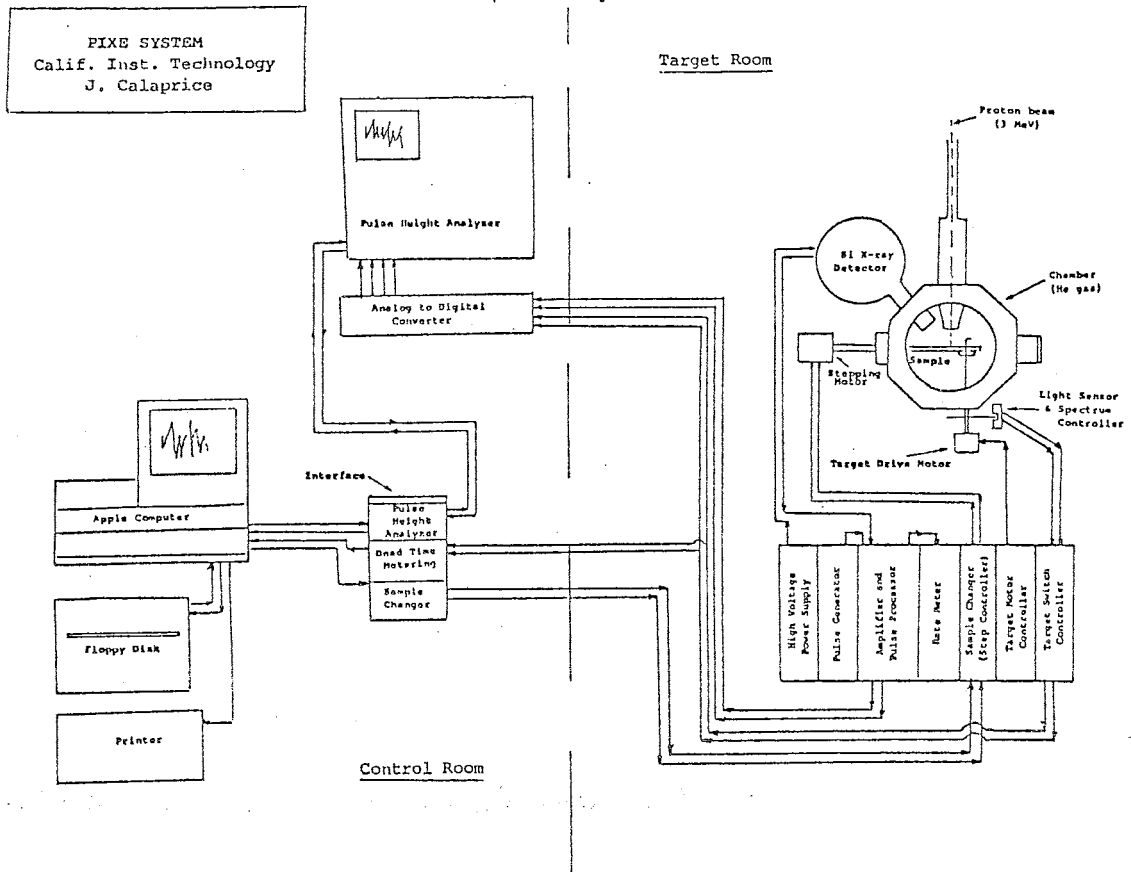 PIXE SYSTEM
Calif. Inst. Technology
J. Calaprice
Target Room
Proton beam
(3 MeV)
Pulse Height Analyzer
Si X-ray
Detector
Chamber
(He gas)
Analog to Digital
Converter
Sample
Stepping
Motor
Light Sensor
& Spectrum
Controller
Target Drive Motor
Interface
Apple Computer
Pulse
Height
Analyzer
Dead Time
Metering
Sample
Changer
Floppy Disk
Printer
High Voltage
Power Supply
Pulse Generator
Amplifier and
Pulse Processor
Rate Meter
Sample Changer
(Step Controller)
Target Motor
Controller
Target Switch
Controller
Control Room